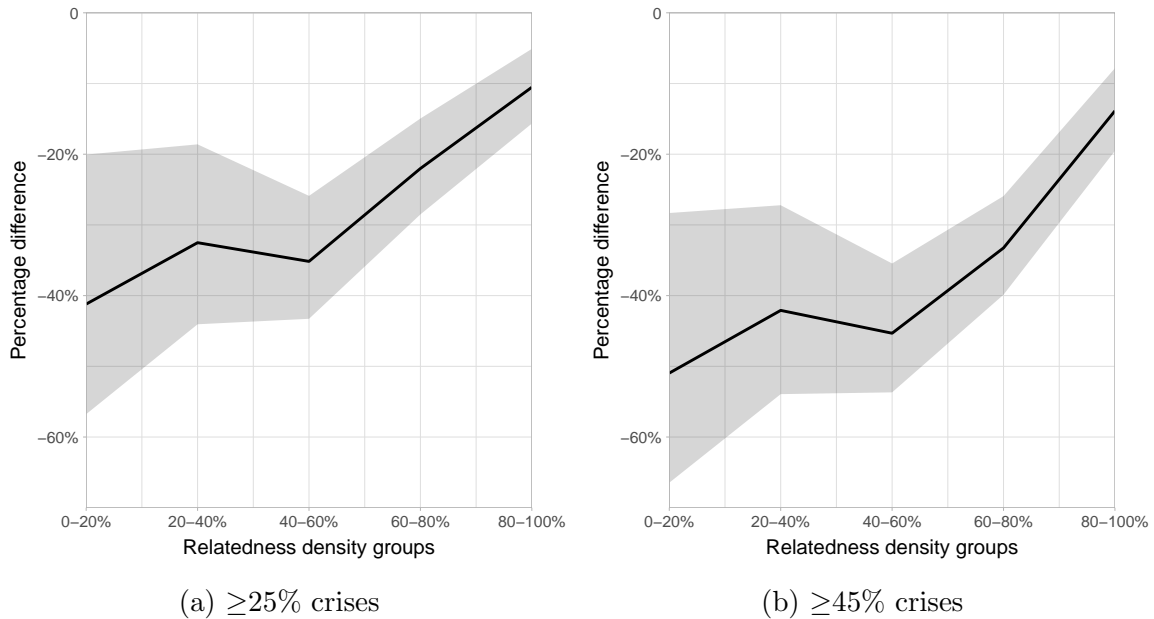 0
−20%
−40%
−60%
Percentage difference
0−20% 20−40% 40−60% 60−80% 80−100%
Relatedness density groups
(a) ≥25% crises
0
−20%
−40%
−60%
Percentage difference
0−20% 20−40% 40−60% 60−80% 80−100%
Relatedness density groups
(b) ≥45% crises